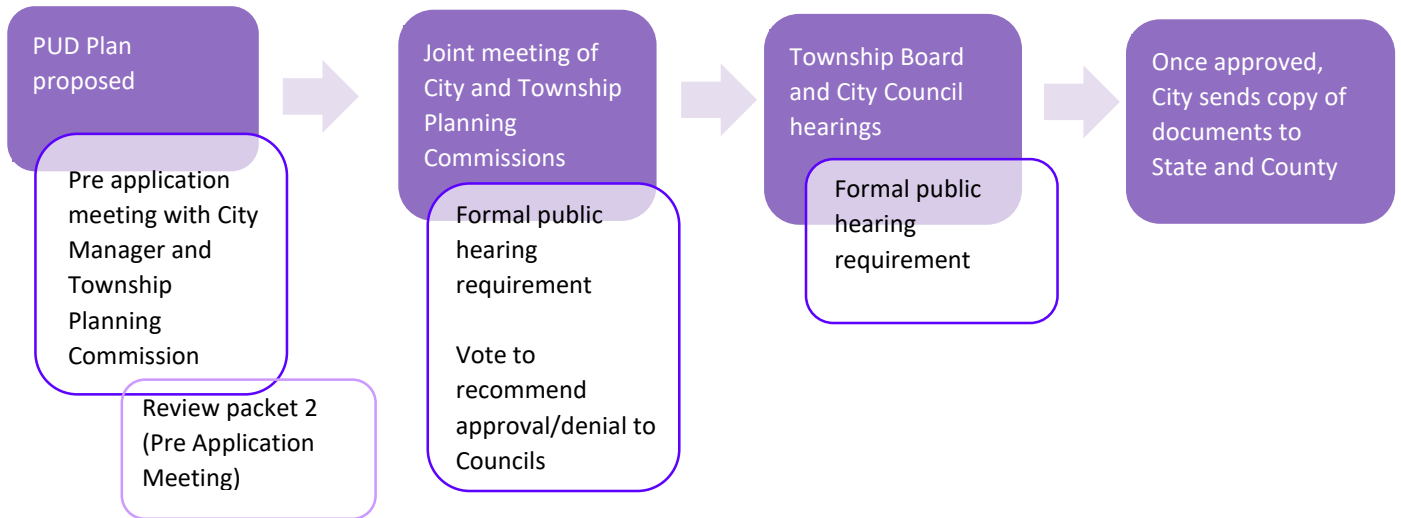 PUD Plan
proposed
Pre application
meeting with City
Manager and
Township
Planning
Commission
Review packet 2
(Pre Application
Meeting)
Joint meeting of
City and Township
Planning
Commissions
Formal public
hearing
requirement
Vote to
recommend
approval/denial to
Councils
Township Board
and City Council
hearings
Formal public
hearing
requirement
Once approved,
City sends copy of
documents to
State and County